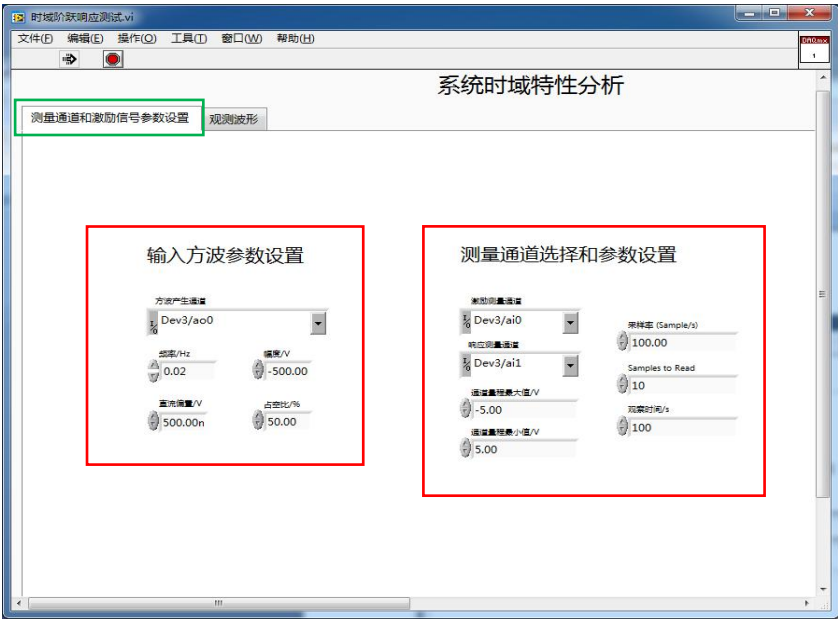 时域阶跃响应测试.vi
文件(F) 编辑(E) 操作(O) 工具(T) 窗口(W) 帮助(H)
DAQmx
1
系统时域特性分析
测量通道和激励信号参数设置 观测波形
输入方波参数设置
方波产生通道
Dev3/ao0
频率/Hz 幅度/V
0.02 -500.00
直流偏置/V 占空比/%
500.00n 50.00
测量通道选择和参数设置
激励测量通道
Dev3/ai0
采样率 (Sample/s)
100.00
响应测量通道
Dev3/ai1
Samples to Read
10
通道量程最大值/V
-5.00
观察时间/s
100
通道量程最小值/V
5.00